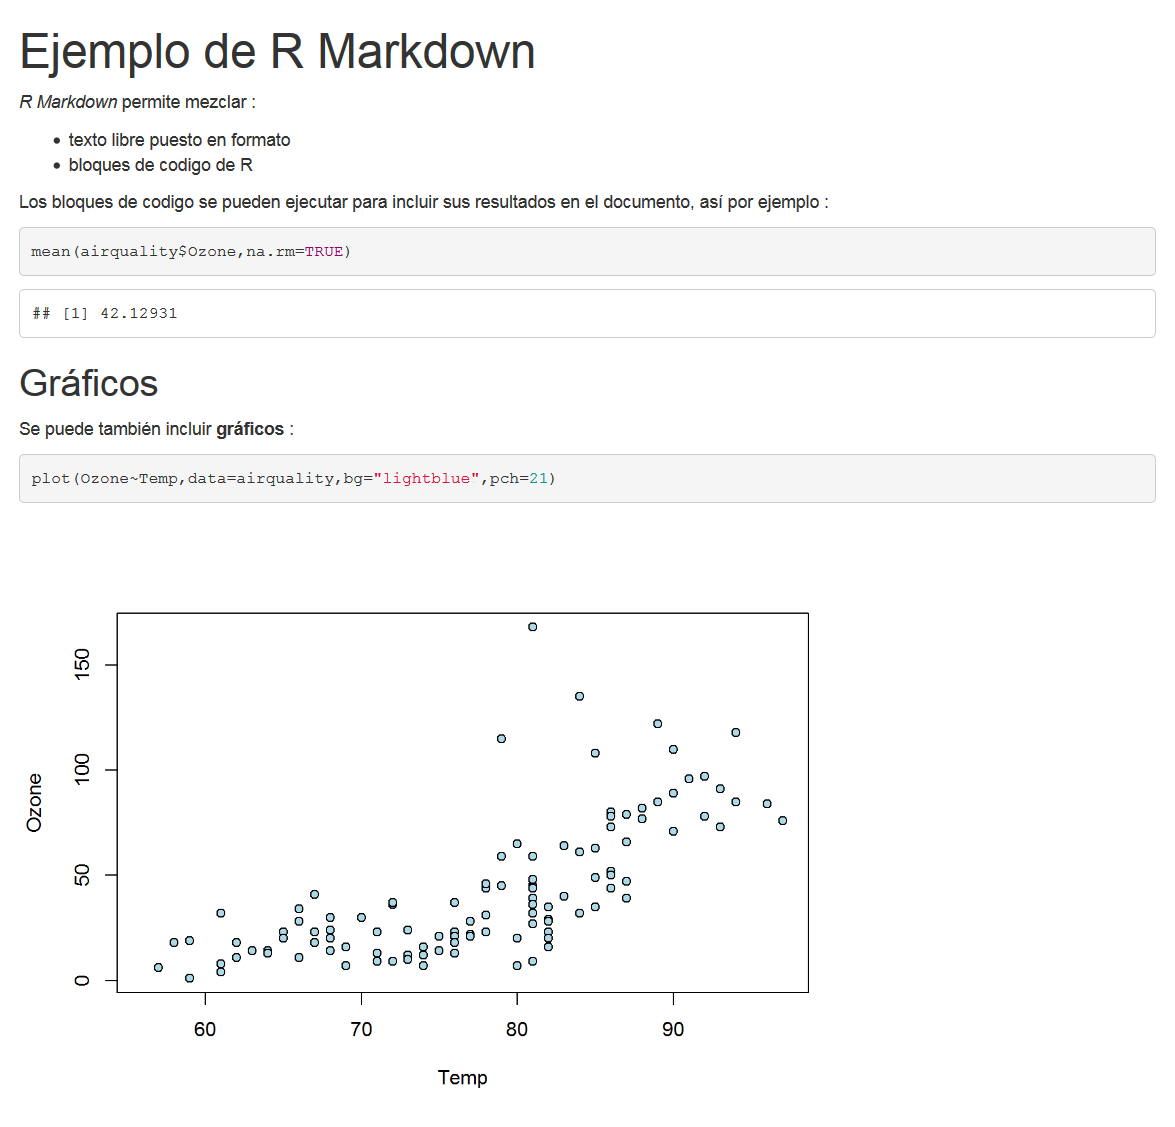 Ejemplo de R Markdown
R Markdown permite mezclar :
texto libre puesto en formato
bloques de codigo de R
Los bloques de codigo se pueden ejecutar para incluir sus resultados en el documento, así por ejemplo :
mean(airquality$Ozone,na.rm=TRUE)
## [1] 42.12931
Gráficos
Se puede también incluir gráficos :
plot(Ozone~Temp,data=airquality,bg="lightblue",pch=21)
150
100
50
0
Ozone
60 70 80 90
Temp